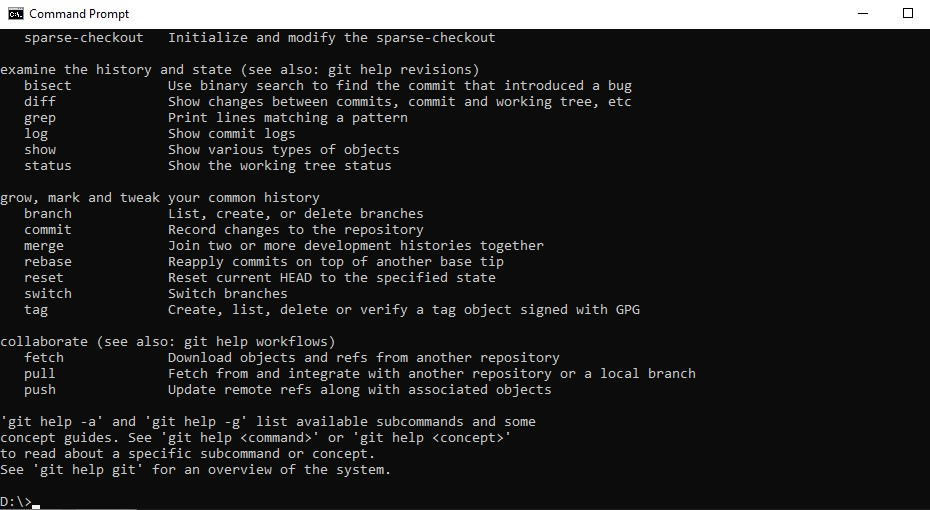 Command Prompt
sparse-checkout   Initialize and modify the sparse-checkout
examine the history and state (see also: git help revisions)
bisect            Use binary search to find the commit that introduced a bug
diff              Show changes between commits, commit and working tree, etc
grep              Print lines matching a pattern
log               Show commit logs
show              Show various types of objects
status            Show the working tree status
grow, mark and tweak your common history
branch            List, create, or delete branches
commit            Record changes to the repository
merge             Join two or more development histories together
rebase            Reapply commits on top of another base tip
reset             Reset current HEAD to the specified state
switch            Switch branches
tag               Create, list, delete or verify a tag object signed with GPG
collaborate (see also: git help workflows)
fetch             Download objects and refs from another repository
pull              Fetch from and integrate with another repository or a local branch
push              Update remote refs along with associated objects
'git help -a' and 'git help -g' list available subcommands and some
concept guides. See 'git help <command>' or 'git help <concept>'
to read about a specific subcommand or concept.
See 'git help git' for an overview of the system.
D:\>